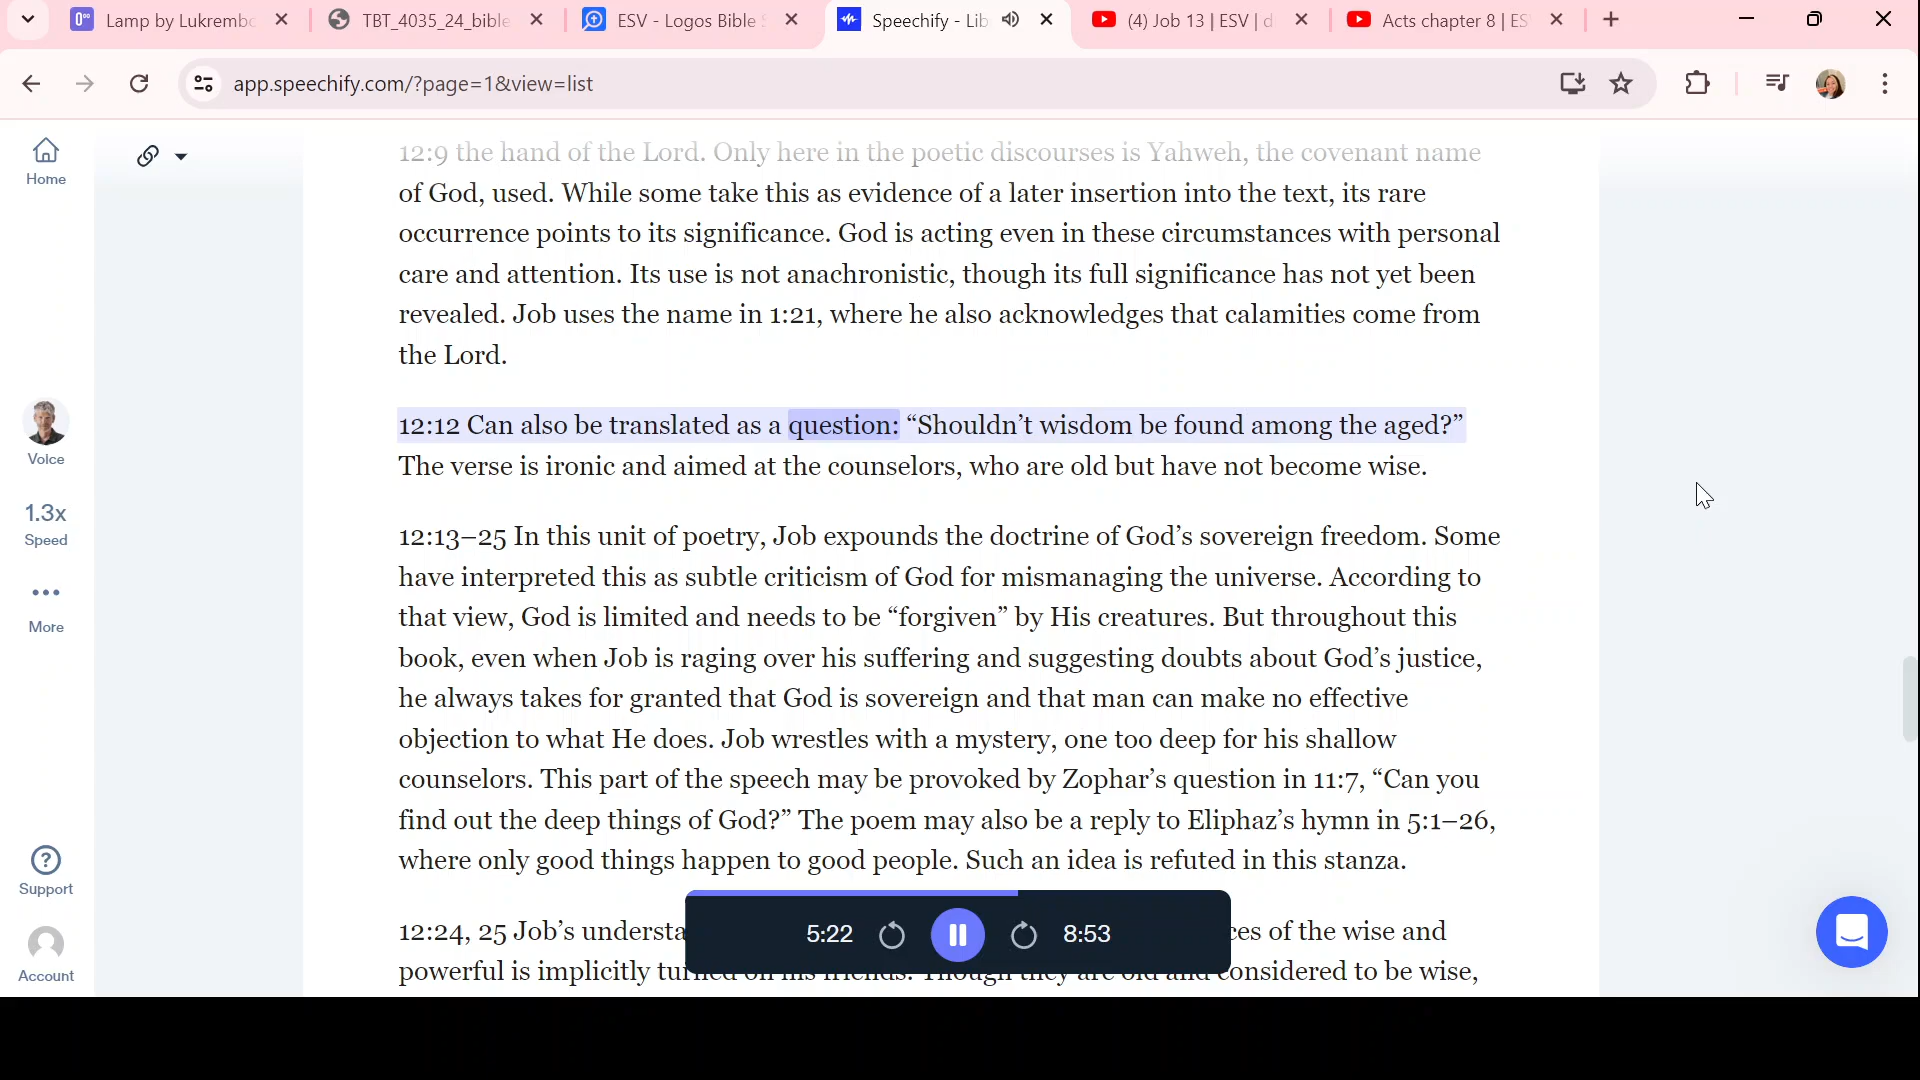 Lamp by Lukrembo
TBT_4035_24_bible
ESV - Logos Bible S
Speechify - Lib
(4) Job 13 | ESV | d
Acts chapter 8 | ES
app.speechify.com/?page=1&view=list
Home
Voice
1.3x
Speed
More
Support
Account
12:9 the hand of the Lord. Only here in the poetic discourses is Yahweh, the covenant name
of God, used. While some take this as evidence of a later insertion into the text, its rare
occurrence points to its significance. God is acting even in these circumstances with personal
care and attention. Its use is not anachronistic, though its full significance has not yet been
revealed. Job uses the name in 1:21, where he also acknowledges that calamities come from
the Lord.
12:12 Can also be translated as a question: “Shouldn’t wisdom be found among the aged?”
The verse is ironic and aimed at the counselors, who are old but have not become wise.
12:13–25 In this unit of poetry, Job expounds the doctrine of God’s sovereign freedom. Some
have interpreted this as subtle criticism of God for mismanaging the universe. According to
that view, God is limited and needs to be “forgiven” by His creatures. But throughout this
book, even when Job is raging over his suffering and suggesting doubts about God’s justice,
he always takes for granted that God is sovereign and that man can make no effective
objection to what He does. Job wrestles with a mystery, one too deep for his shallow
counselors. This part of the speech may be provoked by Zophar’s question in 11:7, “Can you
find out the deep things of God?” The poem may also be a reply to Eliphaz’s hymn in 5:1–26,
where only good things happen to good people. Such an idea is refuted in this stanza.
12:24, 25 Job’s understa ces of the wise and
powerful is implicitly turned on his friends. Though they are old and considered to be wise,
5:22
8:53